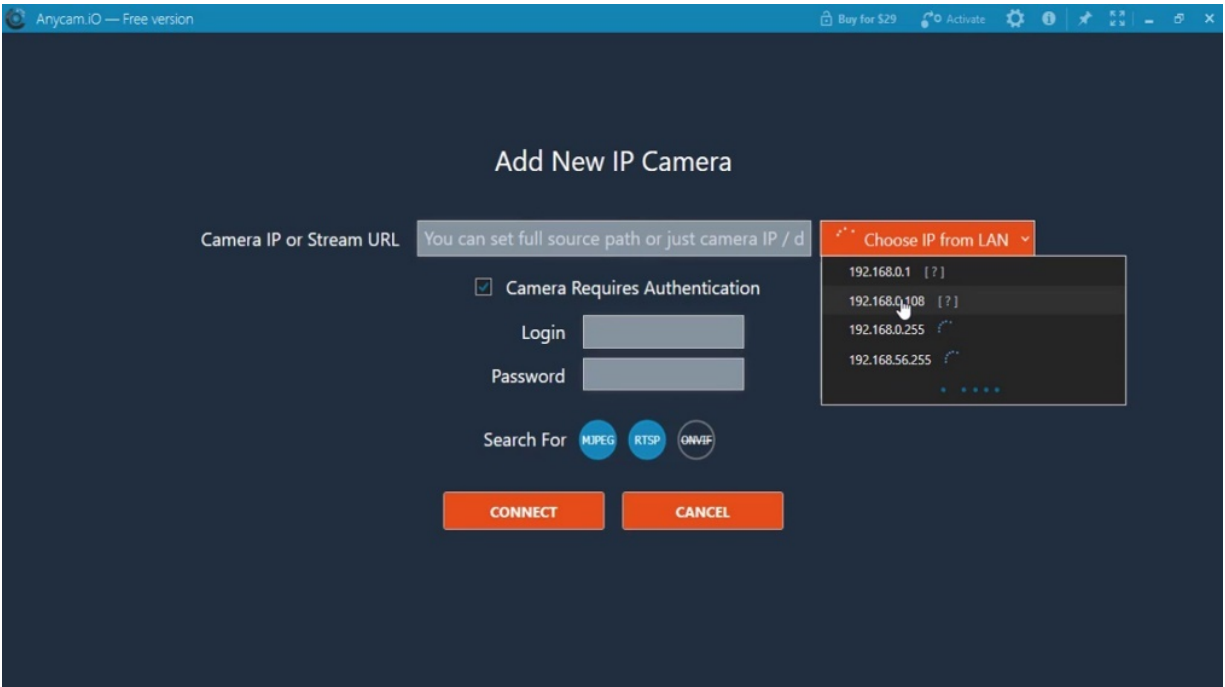 Anycam.iO — Free version Buy for $29 Activate
Add New IP Camera
Camera IP or Stream URL You can set full source path or just camera IP / d Choose IP from LAN
192.168.0.1 [ ? ]
Camera Requires Authentication
192.168.0.108 [ ? ]
Login
192.168.0.255
192.168.56.255
Password
Search For MJPEG RTSP ONVIF
CONNECT CANCEL